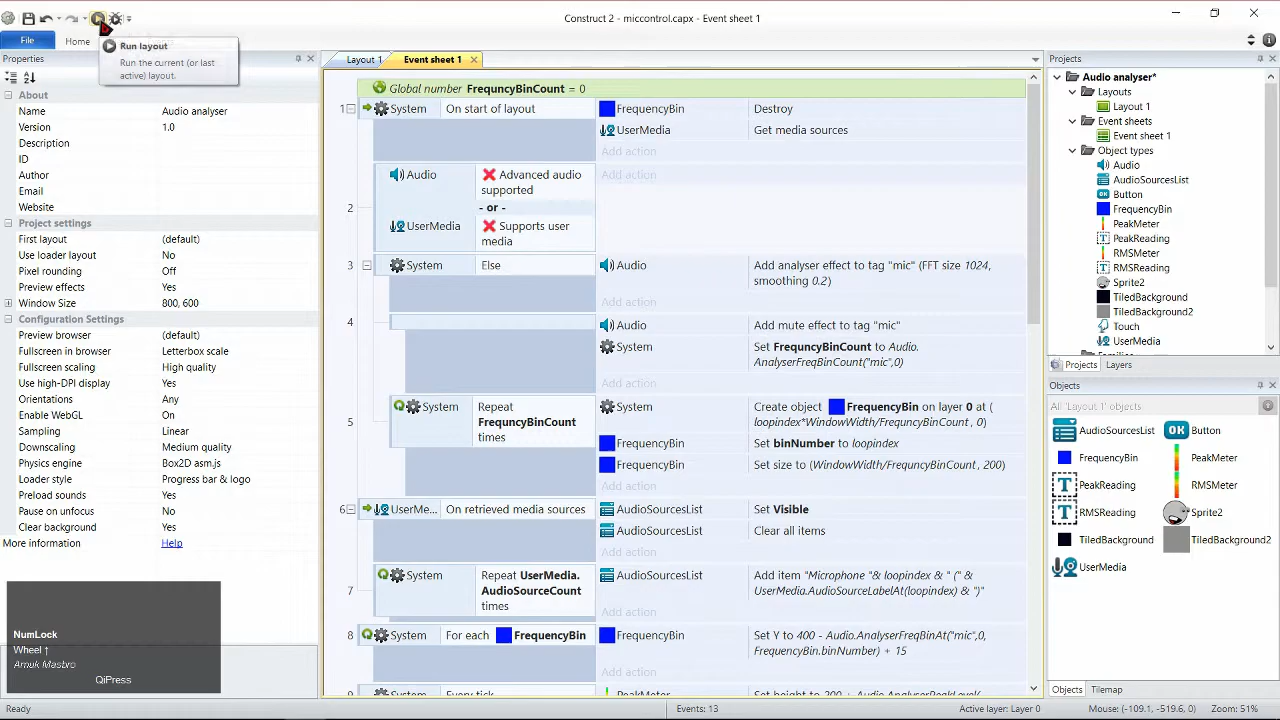 Construct 2 - miccontrol.capx - Event sheet 1
File
Home
Run layout
Run the current (or last
active) layout.
Properties
About
Name Audio analyser
Version 1.0
Description
ID
Author
Email
Website
Project settings
First layout (default)
Use loader layout No
Pixel rounding Off
Preview effects Yes
Window Size 800, 600
Configuration Settings
Preview browser (default)
Fullscreen in browser Letterbox scale
Fullscreen scaling High quality
Use high-DPI display Yes
Orientations Any
Enable WebGL On
Sampling Linear
Downscaling Medium quality
Physics engine Box2D asm.js
Loader style Progress bar & logo
Preload sounds Yes
Pause on unfocus No
Clear background Yes
More information Help
NumLock
Wheel ↑
Amuk Masbro
QiPress
Layout 1
Event sheet 1
Global number FrequncyBinCount = 0
1 System On start of layout FrequencyBin Destroy
UserMedia Get media sources
Add action
2 Audio Advanced audio
supported
Add action
- or -
UserMedia Supports user
media
3 System Else Audio Add analyser effect to tag "mic" (FFT size 1024,
smoothing 0.2)
Add action
4 Audio Add mute effect to tag "mic"
System Set FrequncyBinCount to Audio.
AnalyserFreqBinCount("mic",0)
Add action
5 System Repeat
FrequncyBinCount
times
System Create object FrequencyBin on layer 0 at (
loopindex*WindowWidth/FrequncyBinCount , 0)
FrequencyBin Set binNumber to loopindex
FrequencyBin Set size to (WindowWidth/FrequncyBinCount , 200)
Add action
6 UserMe... On retrieved media sources AudioSourcesList Set Visible
AudioSourcesList Clear all items
Add action
7 System Repeat UserMedia.
AudioSourceCount
times
AudioSourcesList Add item "Microphone "& loopindex & " (" &
UserMedia.AudioSourceLabelAt(loopindex) & ")"
8 System For each FrequencyBin FrequencyBin Set Y to 400 - Audio.AnalyserFreqBinAt("mic",0,
FrequencyBin.binNumber) + 15
Add action
9 System Every tick PeakMeter Set height to 200 + Audio.AnalyserPeakLevel(
Projects
Audio analyser*
Layouts
Layout 1
Event sheets
Event sheet 1
Object types
Audio
AudioSourcesList
Button
FrequencyBin
PeakMeter
PeakReading
RMSMeter
RMSReading
Sprite2
TiledBackground
TiledBackground2
Touch
UserMedia
Families
Projects
Layers
Objects
All 'Layout 1' objects
AudioSourcesList
Button
FrequencyBin
PeakMeter
PeakReading
RMSMeter
RMSReading
Sprite2
TiledBackground
TiledBackground2
UserMedia
Objects
Tilemap
Ready
Events: 13
Active layer: Layer 0
Mouse: (-109.1, -519.6, 0)
Zoom: 51%